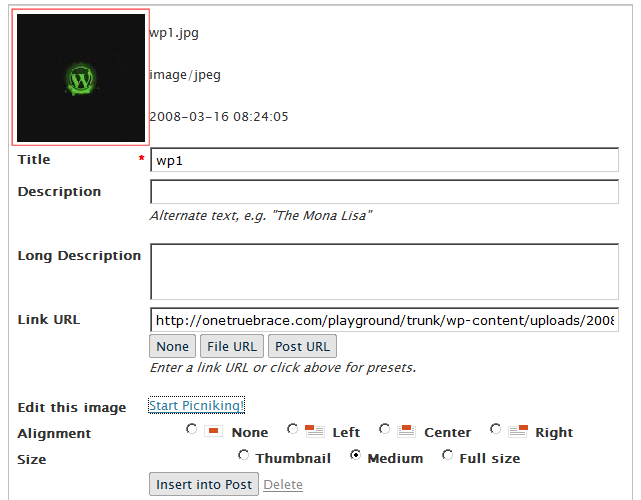 wp1.jpg
image/jpeg
2008-03-16 08:24:05
Title * wp1
Description
Alternate text, e.g. "The Mona Lisa"
Long Description
Link URL http://onetruebrace.com/playground/trunk/wp-content/uploads/2008
None File URL Post URL
Enter a link URL or click above for presets.
Edit this image Start Picniking!
Alignment None Left Center Right
Size Thumbnail Medium Full size
Insert into Post Delete